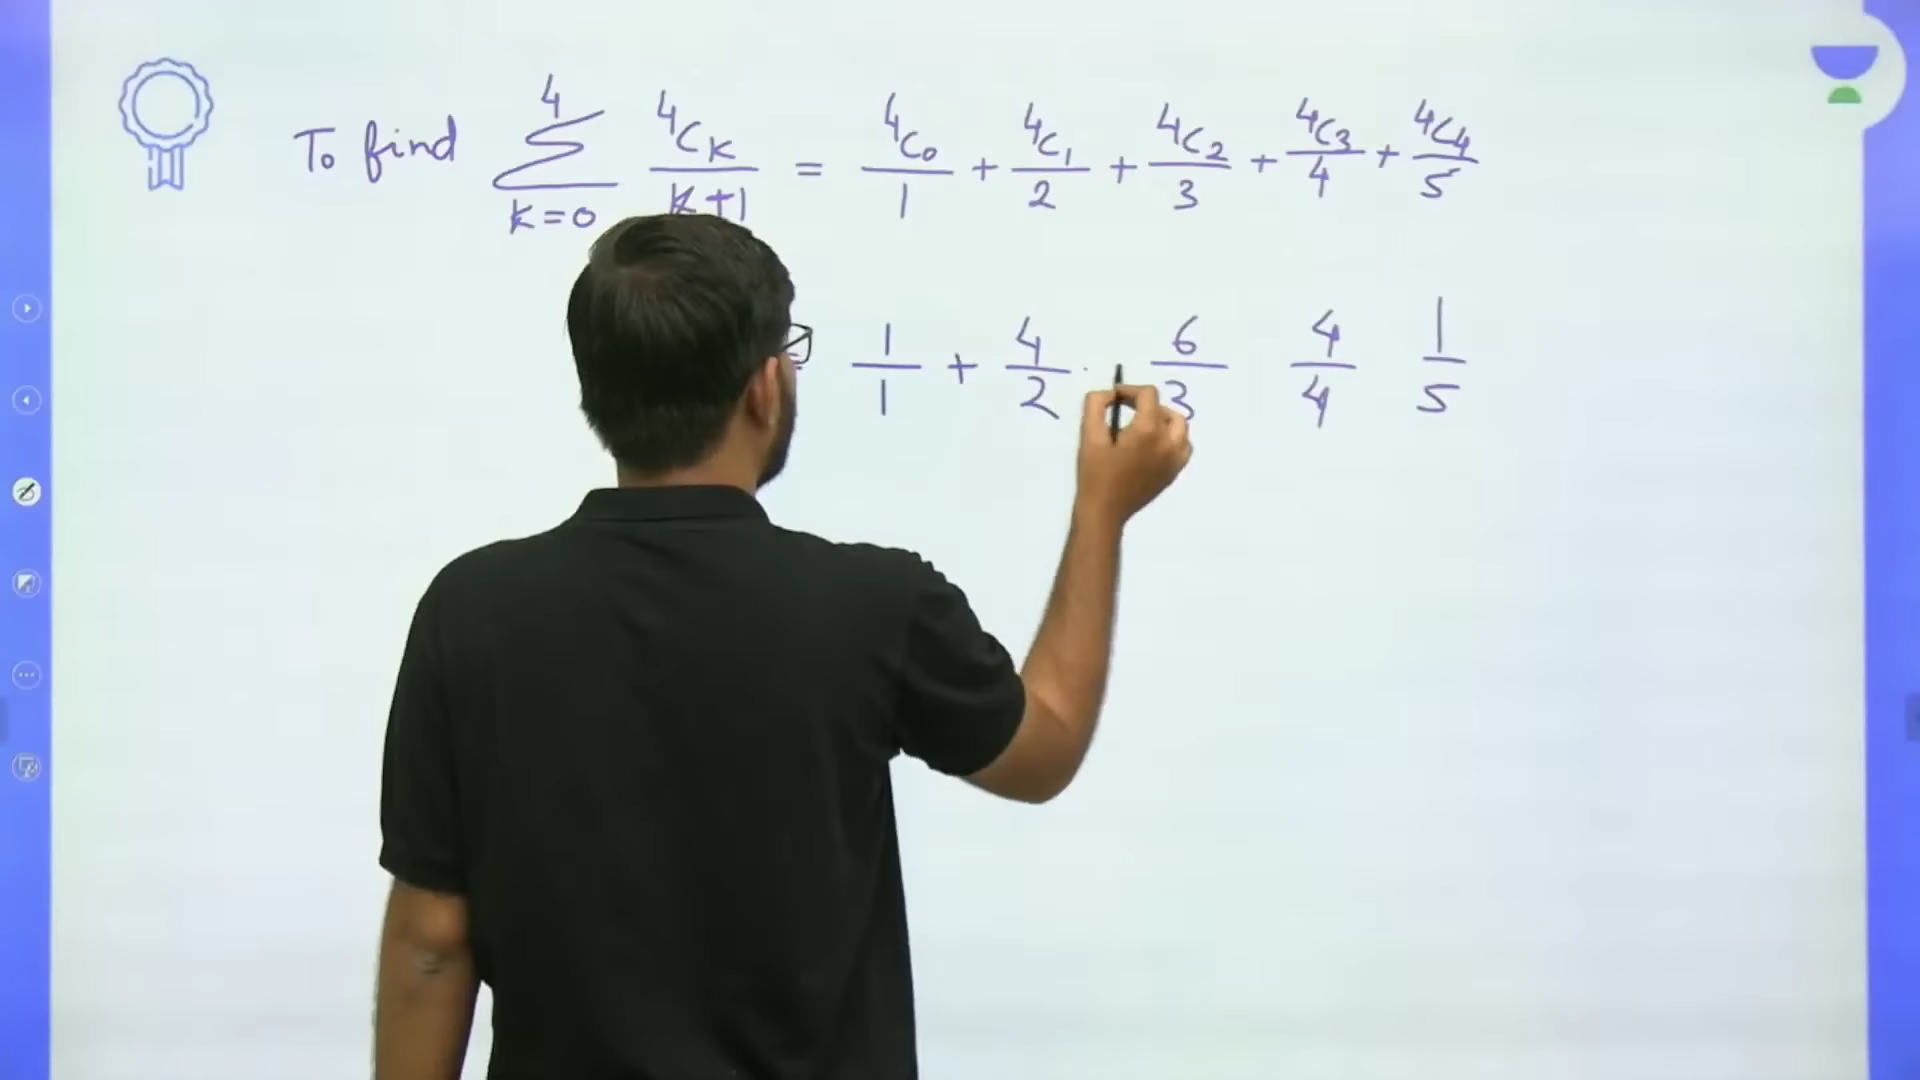 To find 4 Σ k=0 ⁴Cₖ/k+1 = ⁴C₀/1 + ⁴C₁/2 + ⁴C₂/3 + ⁴C₃/4 + ⁴C₄/5
= 1/1 + 4/2 6/3 4/4 1/5